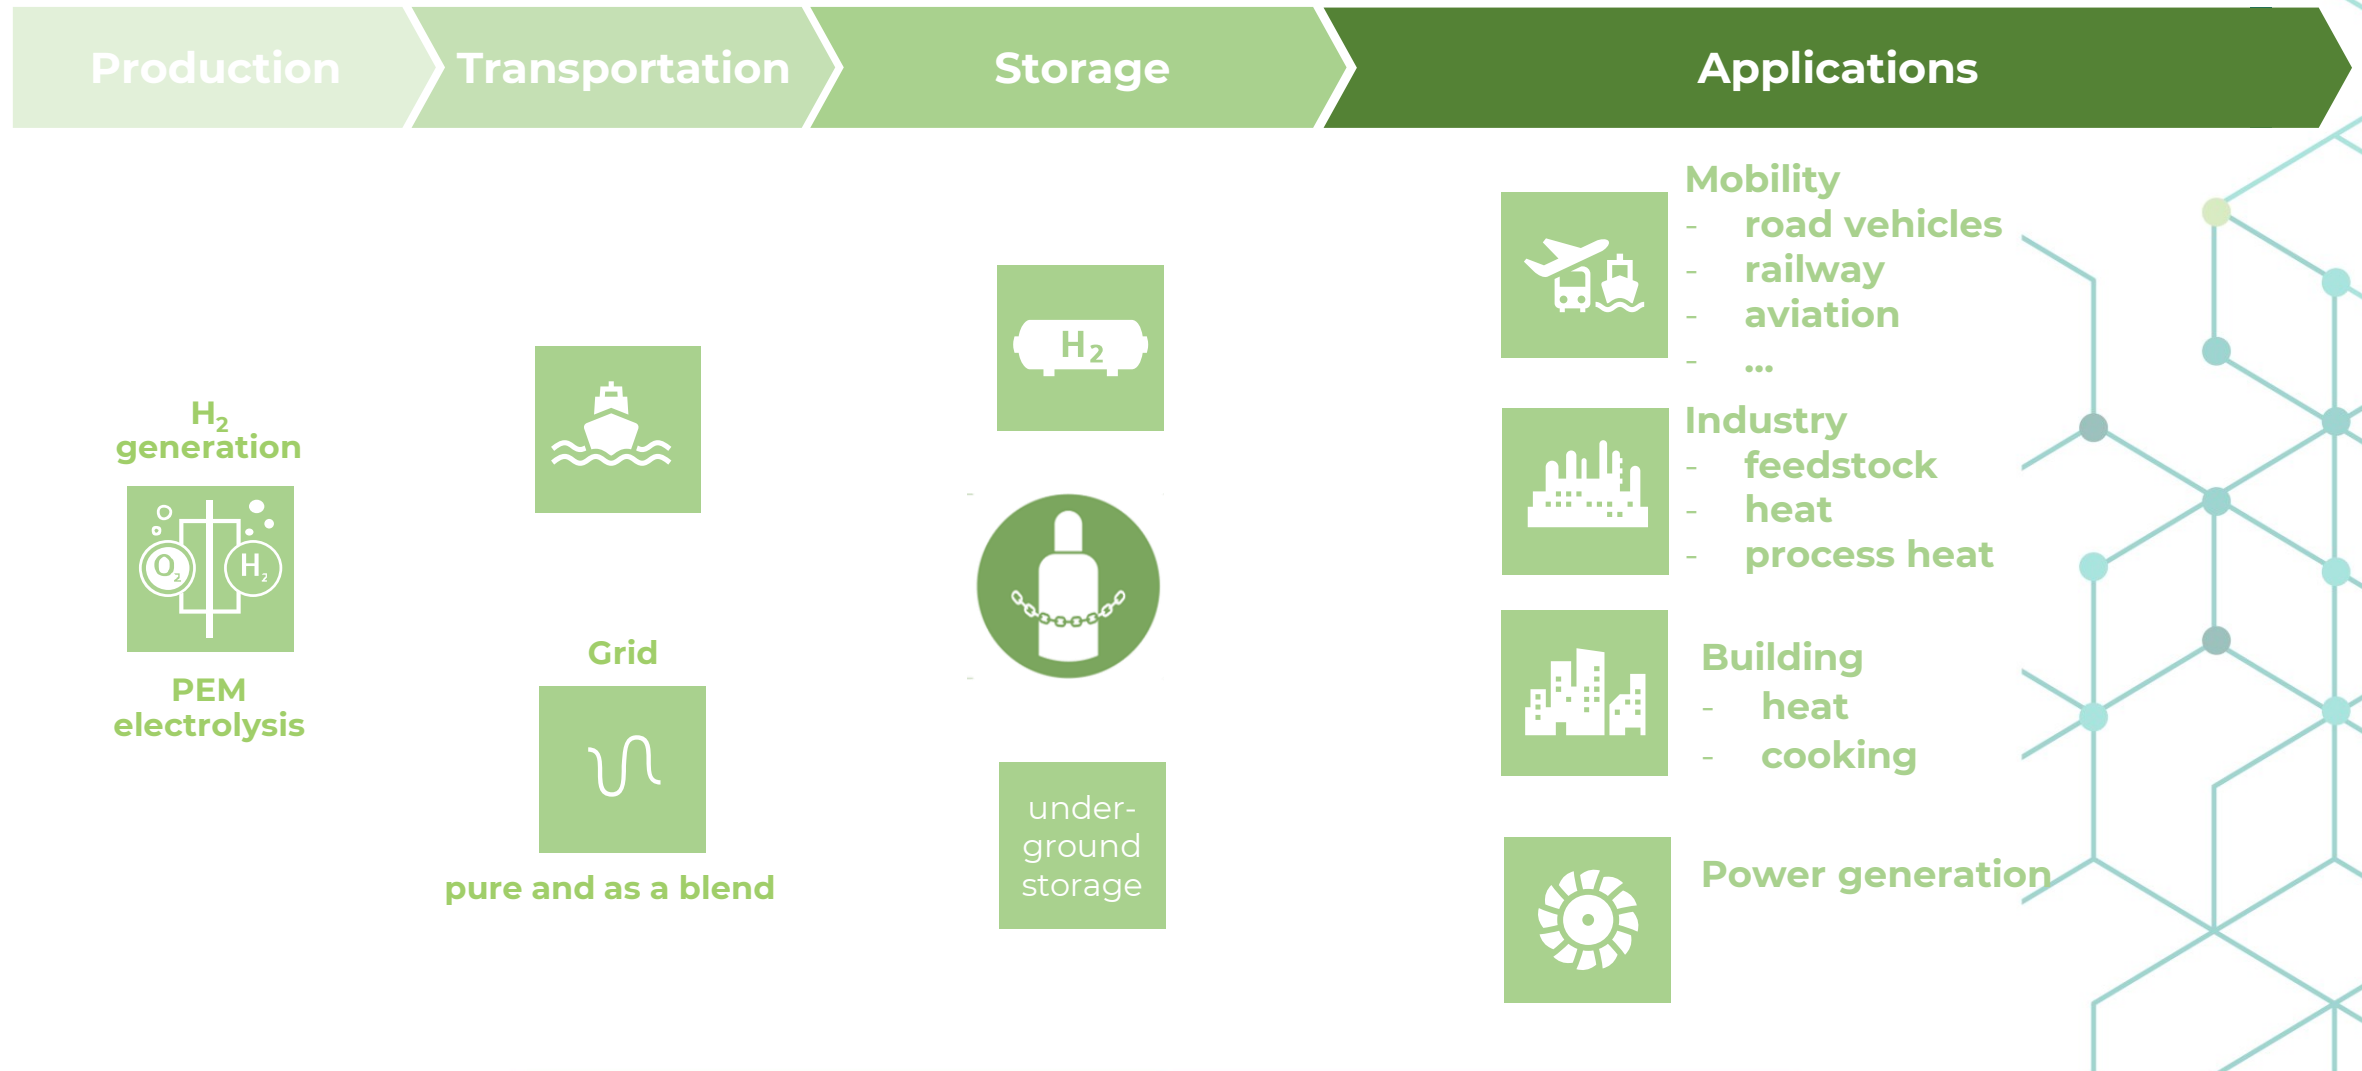 Production
Transportation
Storage
Applications
H₂
generation
O₂
H₂
PEM
electrolysis
Grid
pure and as a blend
H₂
under-
ground
storage
Mobility
- road vehicles
- railway
- aviation
- ...
Industry
- feedstock
- heat
- process heat
Building
- heat
- cooking
Power generation